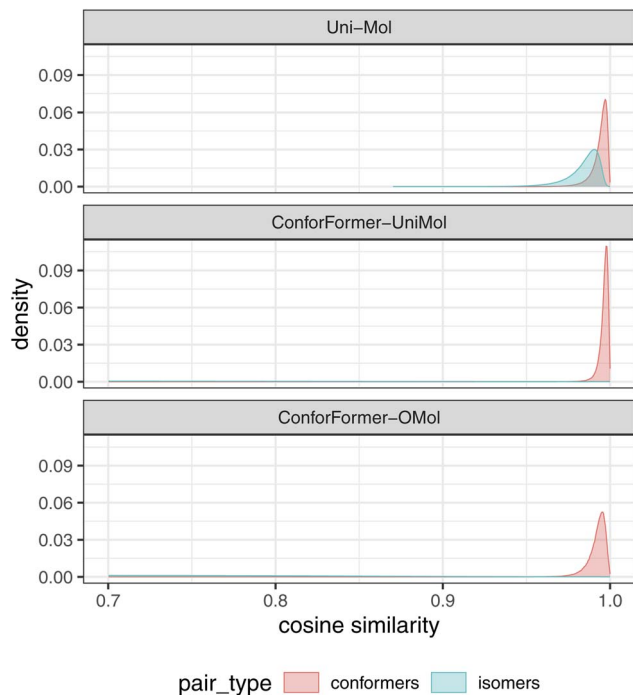 Uni−Mol
0.09
0.06
0.03
0.00
ConforFormer−UniMol
0.09
0.06
0.03
0.00
density
ConforFormer−OMol
0.09
0.06
0.03
0.00
0.7 0.8 0.9 1.0
cosine similarity
pair_type conformers isomers